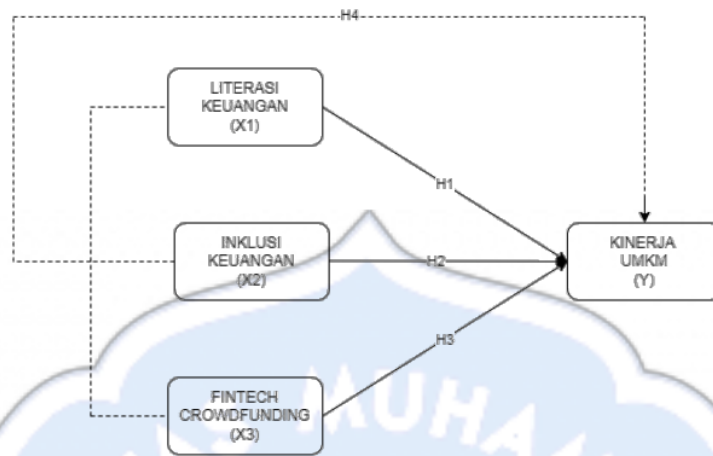 H4
LITERASI
KEUANGAN
(X1)
H1
INKLUSI
KEUANGAN
(X2)
H2
KINERJA
UMKM
(Y)
H3
FINTECH
CROWDFUNDING
(X3)